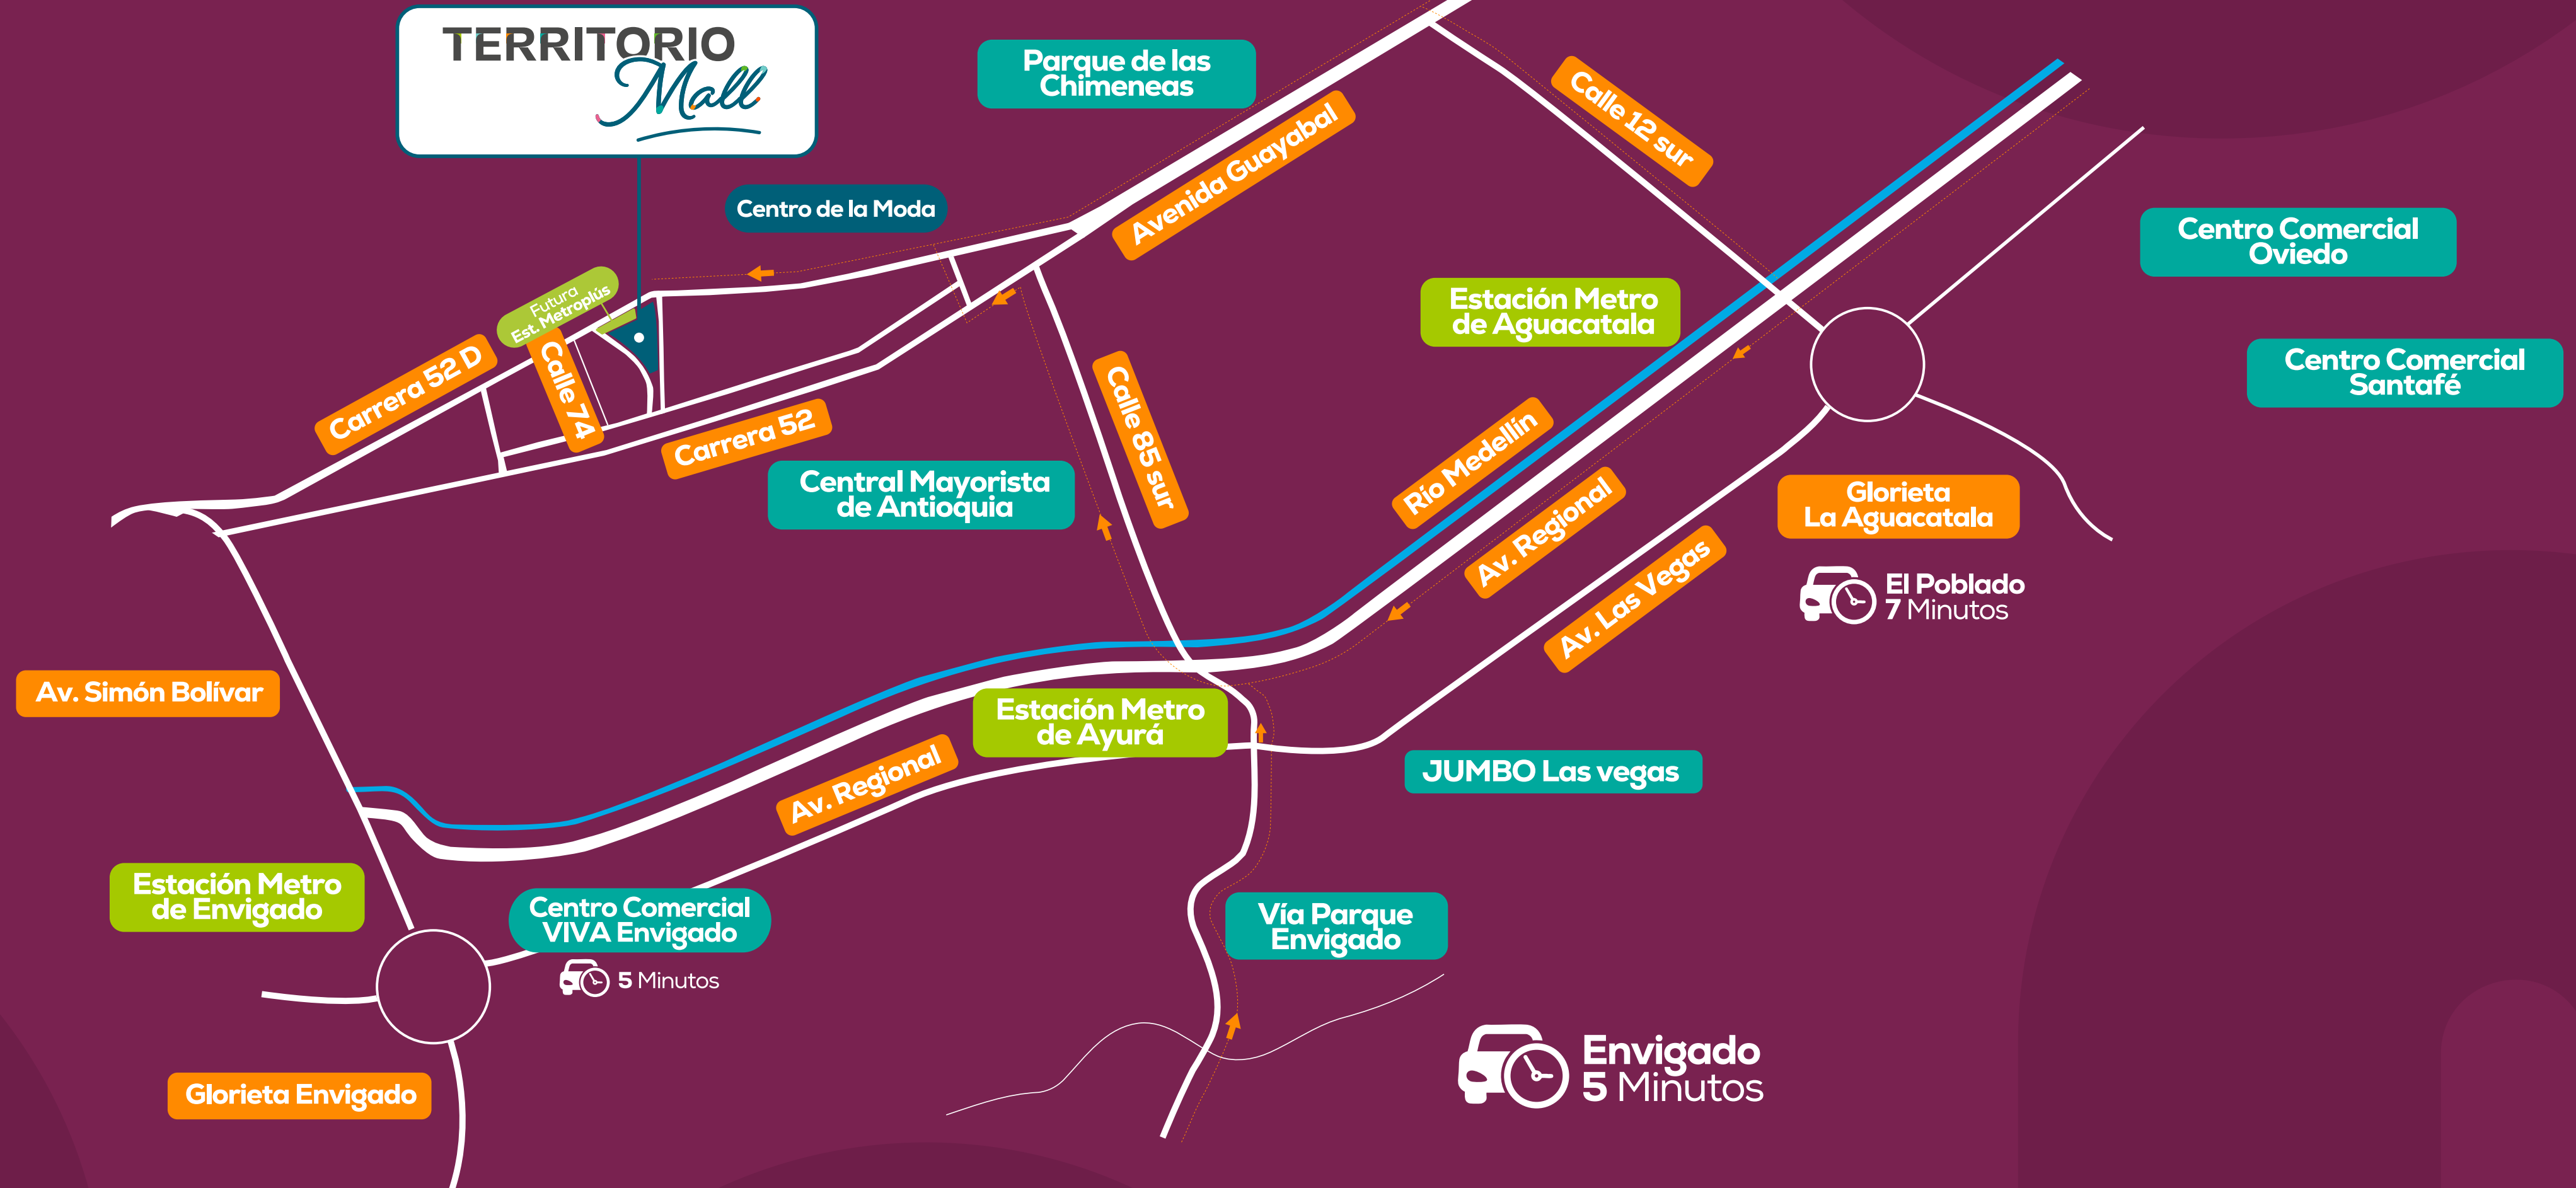 TERRITORIO
Mall
Parque de las
Chimeneas
Calle 12 sur
Avenida Guayabal
Centro de la Moda
Centro Comercial
Oviedo
Futura
Est. Metroplús
Estación Metro
de Aguacatala
Centro Comercial
Santafé
Carrera 52 D
Calle 74
Carrera 52
Calle 85 sur
Central Mayorista
de Antioquia
Río Medellín
Av. Regional
Glorieta
La Aguacatala
Av. Las Vegas
El Poblado
7 Minutos
Av. Simón Bolívar
Estación Metro
de Ayurá
Av. Regional
JUMBO Las vegas
Estación Metro
de Envigado
Centro Comercial
VIVA Envigado
5 Minutos
Vía Parque
Envigado
Envigado
5 Minutos
Glorieta Envigado